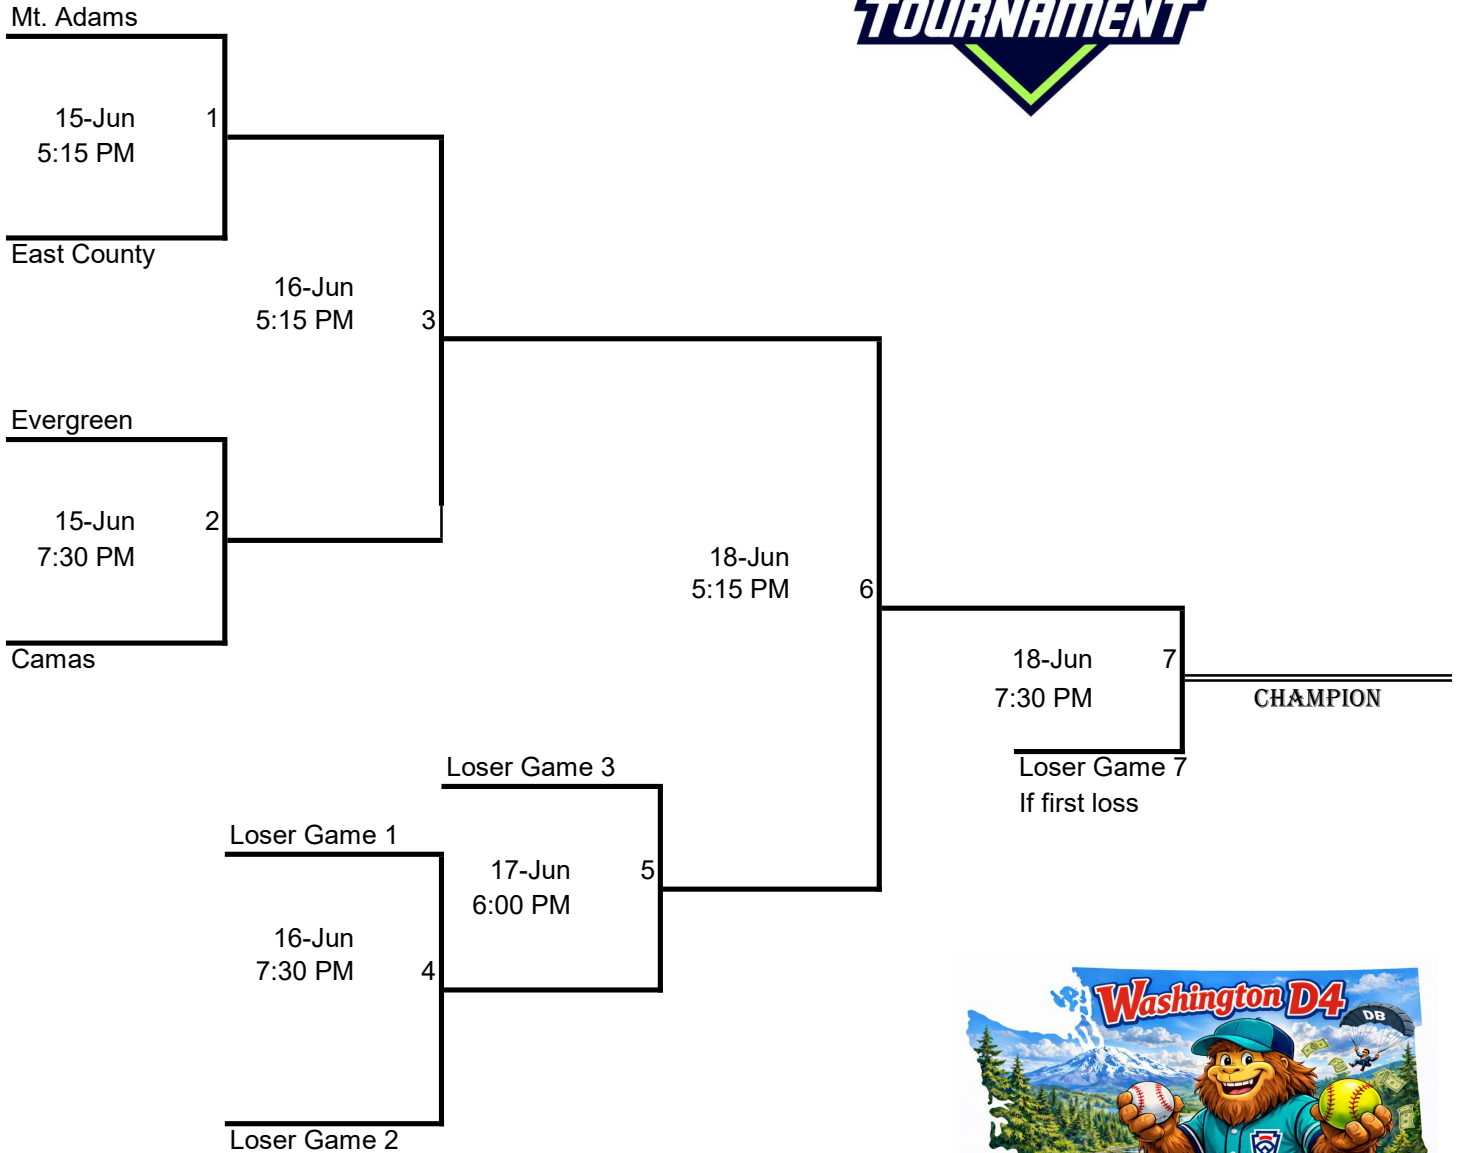 TOURNAMENT
Mt. Adams
15-Jun 1
5:15 PM
East County
16-Jun
5:15 PM 3
Evergreen
15-Jun 2
7:30 PM
Camas
18-Jun
5:15 PM 6
18-Jun 7
7:30 PM
CHAMPION
Loser Game 7
If first loss
Loser Game 3
17-Jun 5
6:00 PM
Loser Game 1
16-Jun
7:30 PM 4
Loser Game 2
Washington D4
DB